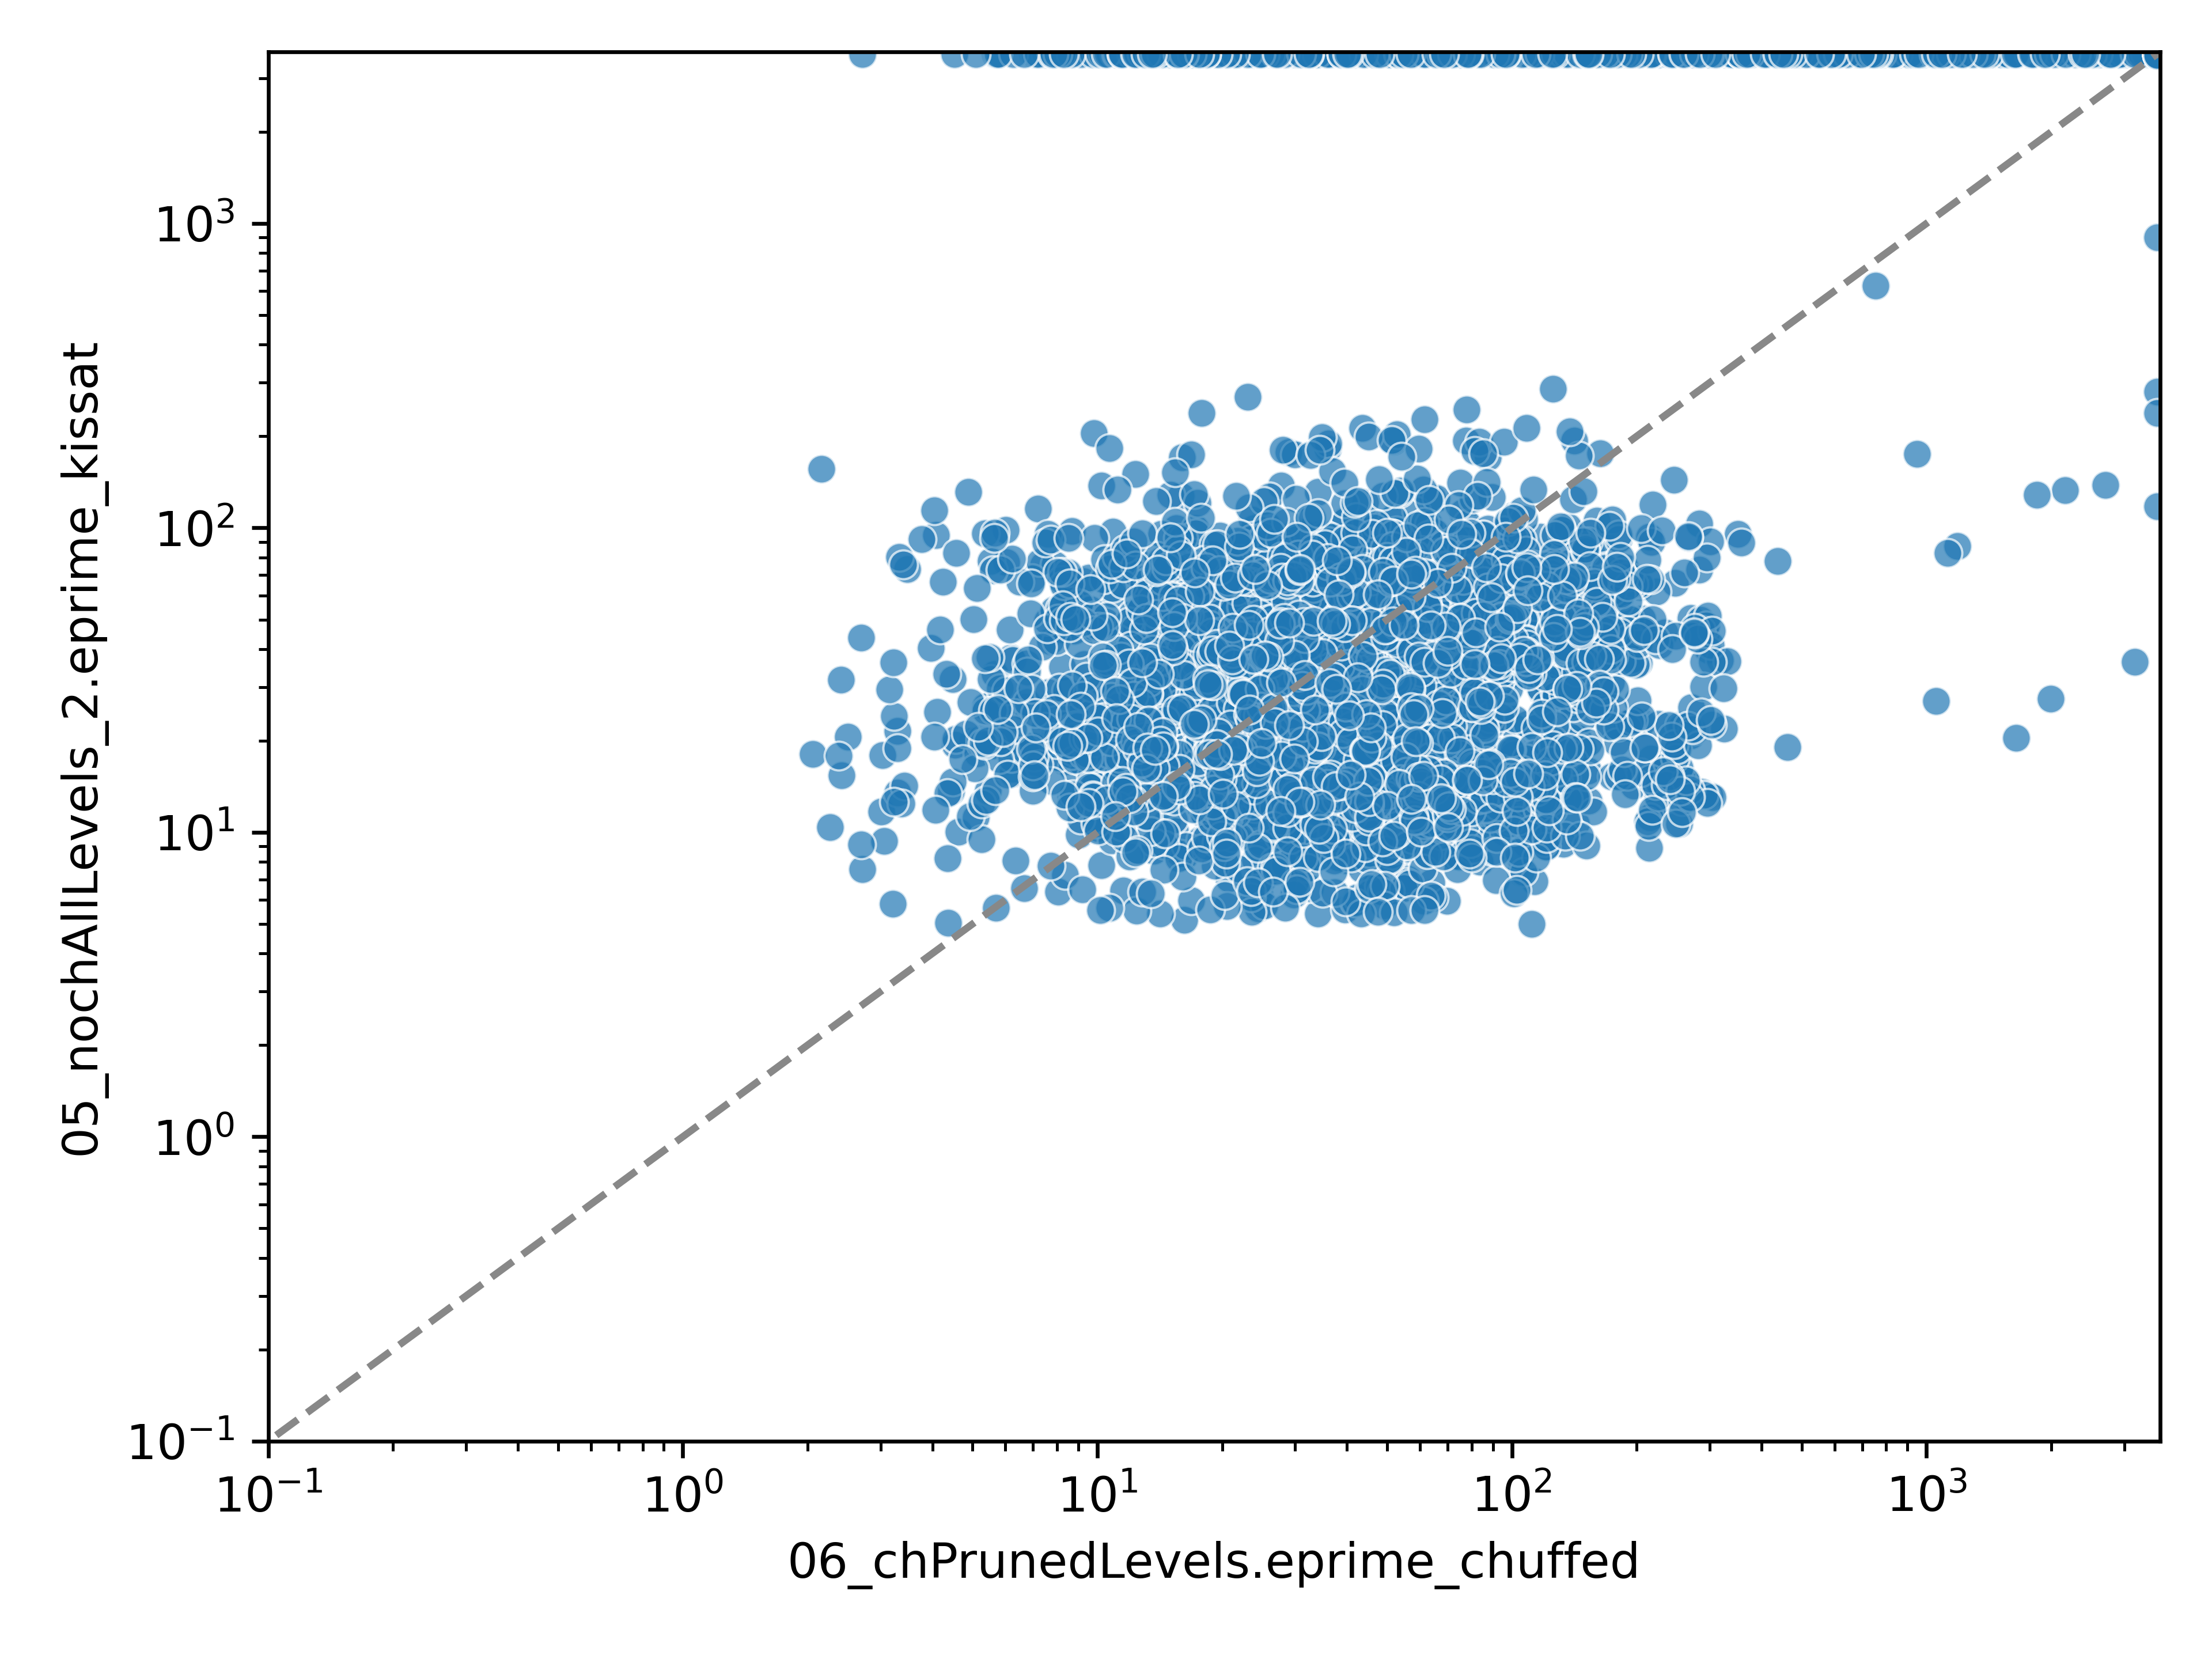 10³
10²
10¹
10⁰
10⁻¹
05_nochAllLevels_2.eprime_kissat
10⁻¹ 10⁰ 10¹ 10² 10³
06_chPrunedLevels.eprime_chuffed